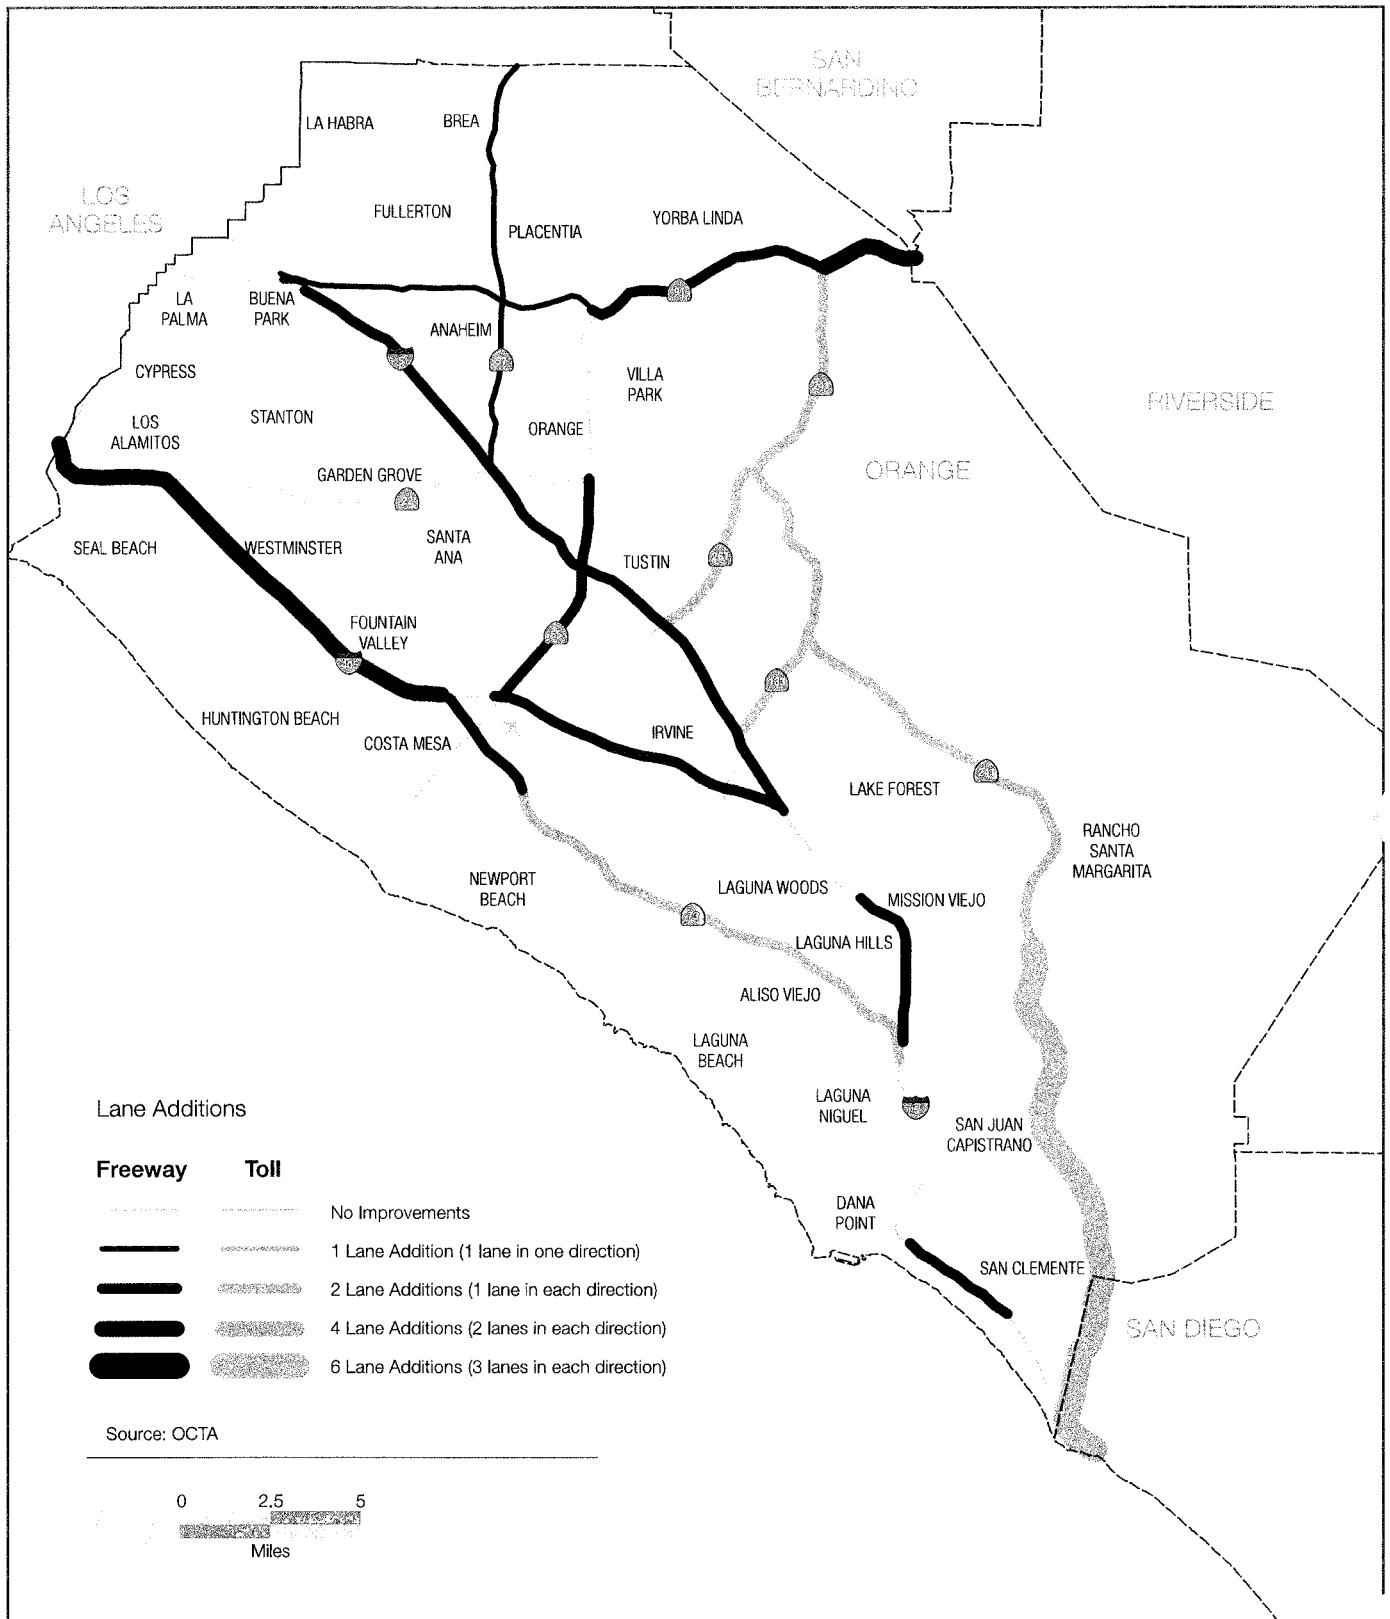 SAN
BERNARDINO
LA HABRA
BREA
LOS
ANGELES
FULLERTON
PLACENTIA
YORBA LINDA
LA
PALMA
BUENA
PARK
ANAHEIM
CYPRESS
VILLA
PARK
RIVERSIDE
LOS
ALAMITOS
STANTON
ORANGE
ORANGE
GARDEN GROVE
SEAL BEACH
WESTMINSTER
SANTA
ANA
TUSTIN
FOUNTAIN
VALLEY
HUNTINGTON BEACH
COSTA MESA
IRVINE
LAKE FOREST
RANCHO
SANTA
MARGARITA
NEWPORT
BEACH
LAGUNA WOODS
MISSION VIEJO
LAGUNA HILLS
ALISO VIEJO
LAGUNA
BEACH
LAGUNA
NIGUEL
SAN JUAN
CAPISTRANO
DANA
POINT
SAN CLEMENTE
SAN DIEGO
Lane Additions
Freeway Toll
No Improvements
1 Lane Addition (1 lane in one direction)
2 Lane Additions (1 lane in each direction)
4 Lane Additions (2 lanes in each direction)
6 Lane Additions (3 lanes in each direction)
Source: OCTA
0 2.5 5
Miles